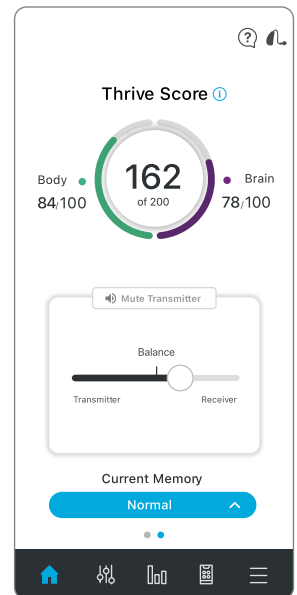 ?
Thrive Score i
Body
84/100
162
of 200
Brain
78/100
Mute Transmitter
Balance
Transmitter Receiver
Current Memory
Normal